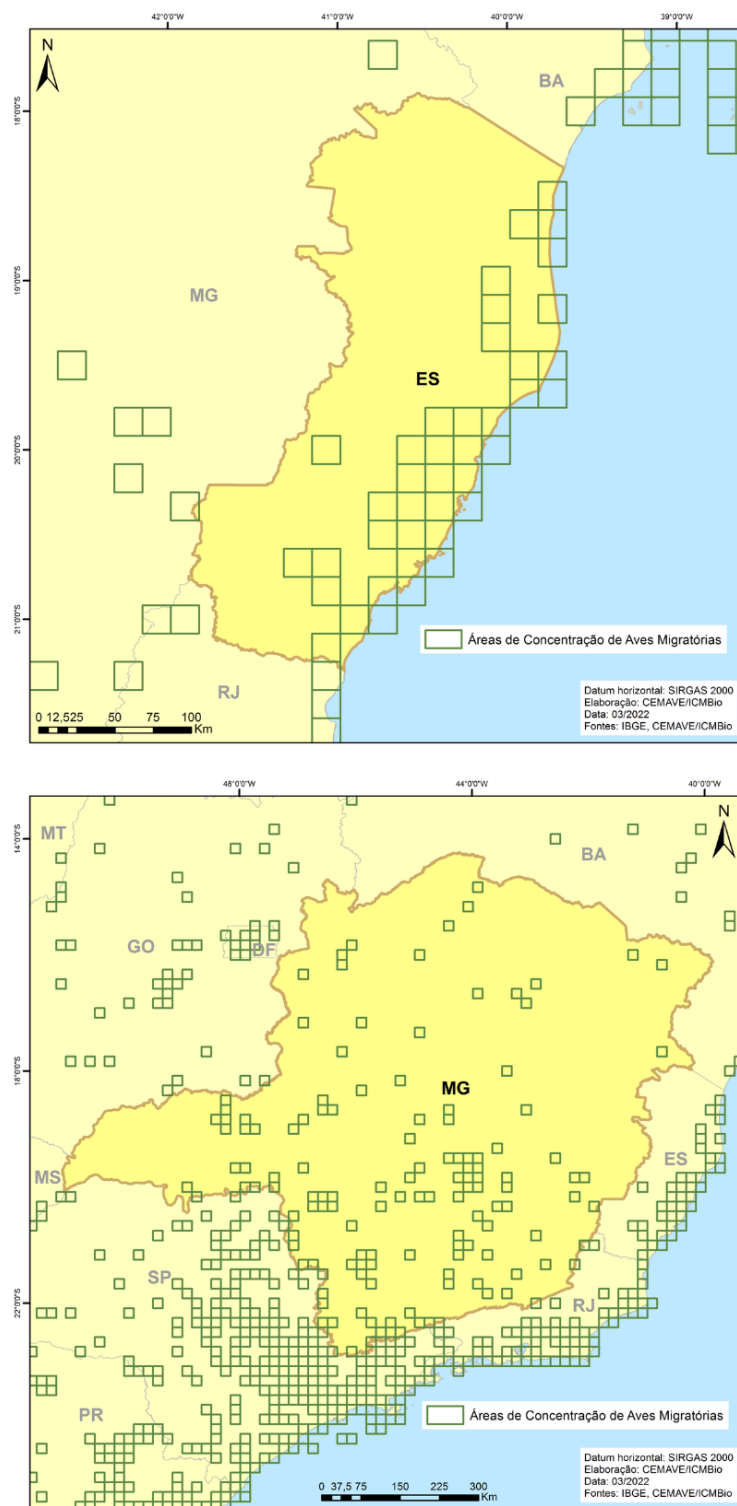 42°0'0"W
41°0'0"W
40°0'0"W
39°0'0"W
N
BA
18°0'0"S
19°0'0"S
MG
ES
20°0'0"S
21°0'0"S
Áreas de Concentração de Aves Migratórias
RJ
0 12,525 50 75 100
Km
Datum horizontal: SIRGAS 2000
Elaboração: CEMAVE/ICMBio
Data: 03/2022
Fontes: IBGE, CEMAVE/ICMBio
48°0'0"W
44°0'0"W
40°0'0"W
N
MT
14°0'0"S
BA
GO
DF
18°0'0"S
MG
ES
MS
SP
22°0'0"S
RJ
PR
Áreas de Concentração de Aves Migratórias
0 37,5 75 150 225 300
Km
Datum horizontal: SIRGAS 2000
Elaboração: CEMAVE/ICMBio
Data: 03/2022
Fontes: IBGE, CEMAVE/ICMBio